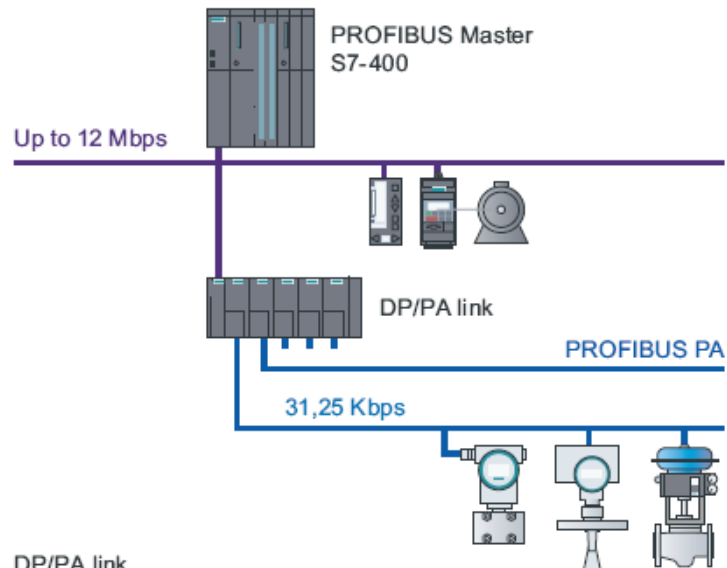 PROFIBUS Master
S7-400
Up to 12 Mbps
DP/PA link
PROFIBUS PA
31,25 Kbps
DP/PA link